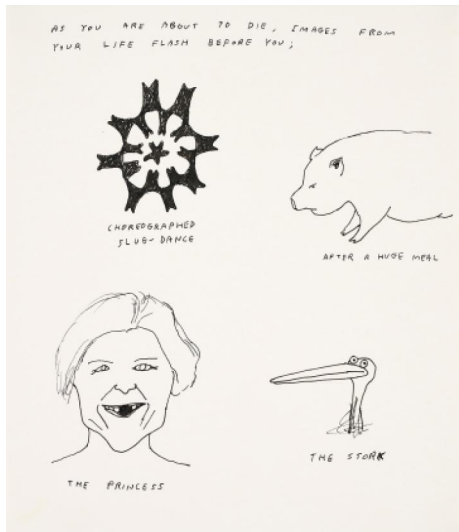 AS YOU ARE ABOUT TO DIE, IMAGES FROM
YOUR LIFE FLASH BEFORE YOU;
CHOREOGRAPHED
SLUG-DANCE
AFTER A HUGE MEAL
THE PRINCESS
THE STORK